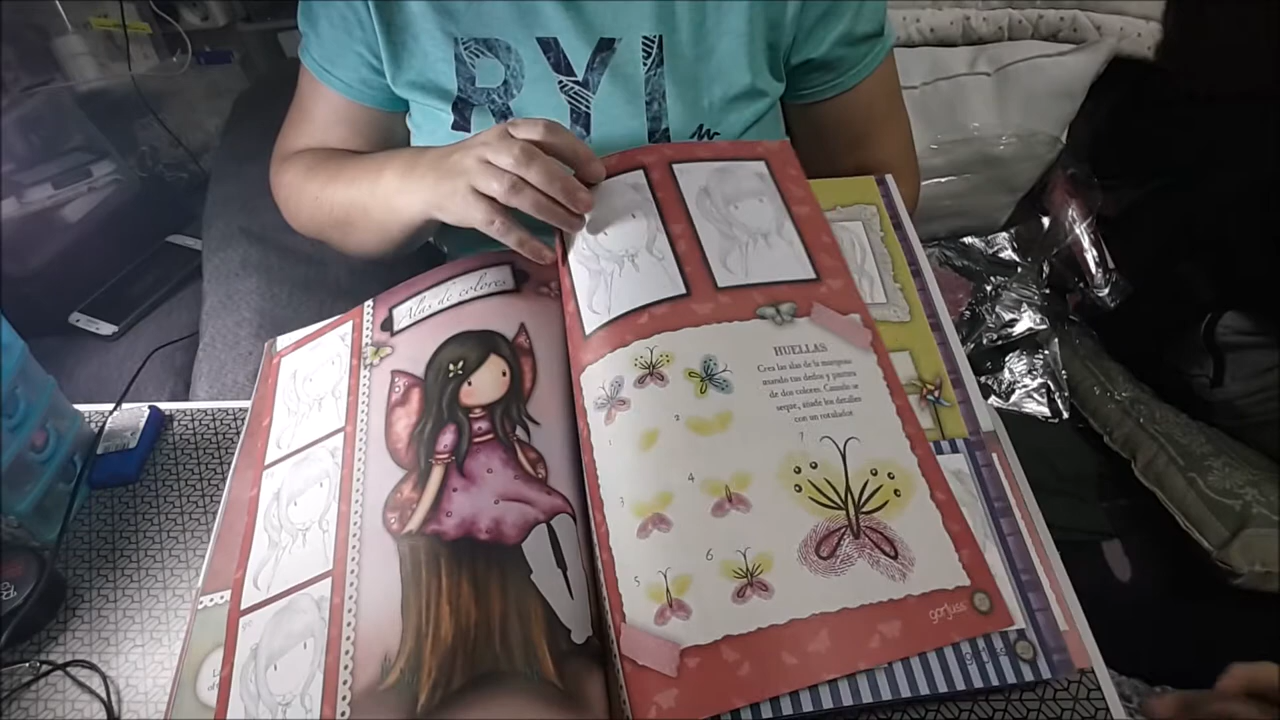 RYL
Alas de colores
HUELLAS
Crea las alas de la mariposa
usando tus dedos y pintura
de dos colores. Cuando se
seque, añade los detalles
con un rotulador.
1
2
3
4
5
6
7
gorjuss
gorjuss